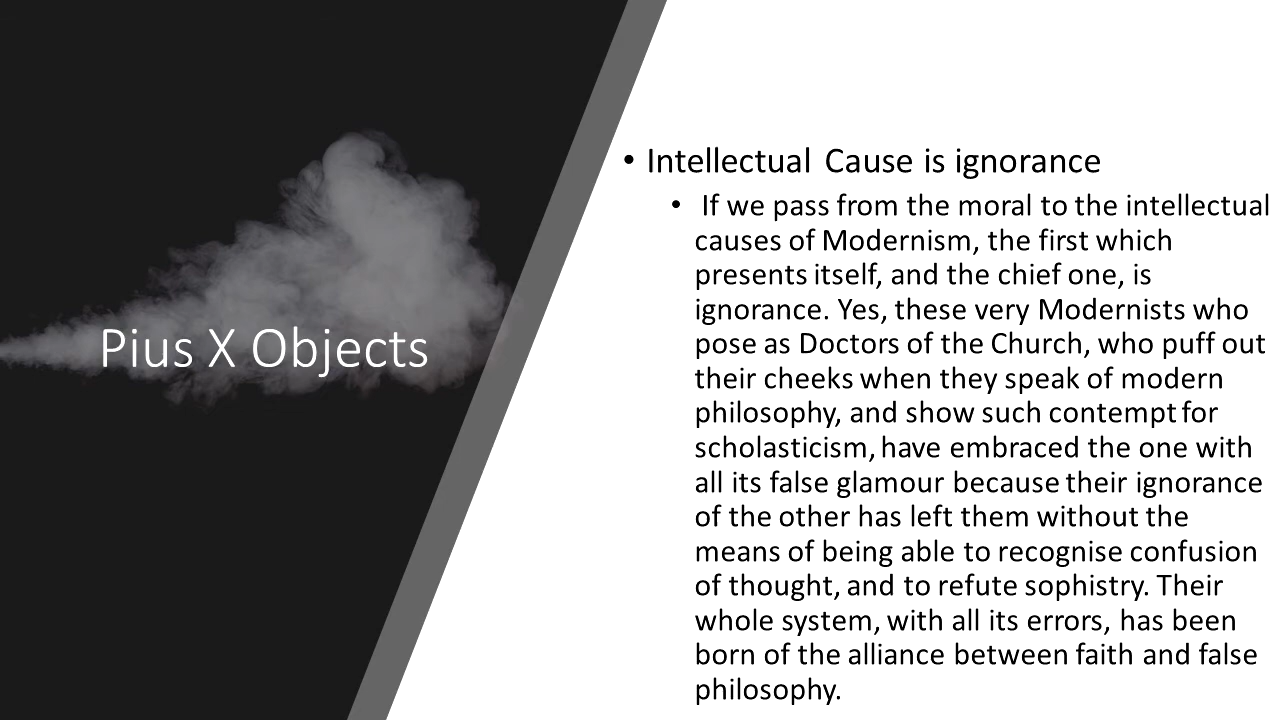 Pius X Objects
• Intellectual Cause is ignorance
• If we pass from the moral to the intellectual
causes of Modernism, the first which
presents itself, and the chief one, is
ignorance. Yes, these very Modernists who
pose as Doctors of the Church, who puff out
their cheeks when they speak of modern
philosophy, and show such contempt for
scholasticism, have embraced the one with
all its false glamour because their ignorance
of the other has left them without the
means of being able to recognise confusion
of thought, and to refute sophistry. Their
whole system, with all its errors, has been
born of the alliance between faith and false
philosophy.